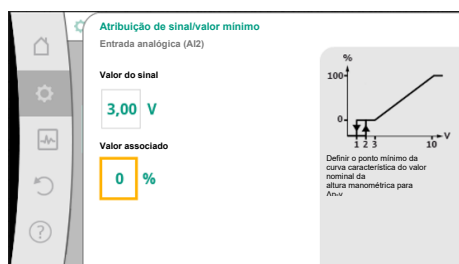 Atribuição de sinal/valor mínimo
Entrada analógica (AI2)
Valor do sinal
3,00 V
Valor associado
0 %
%
100
0
1 2 3 10
V
Definir o ponto mínimo da
curva característica do valor
nominal da
altura manométrica para
Δp-v
?